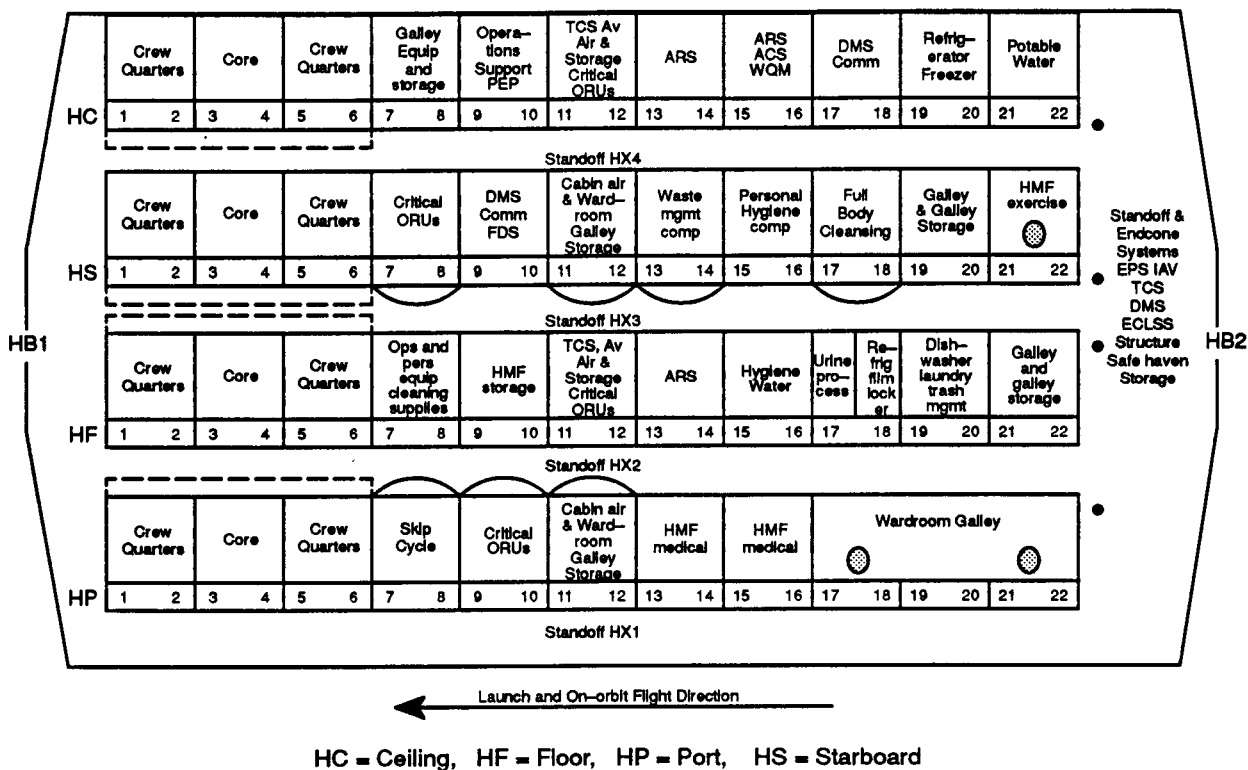 Crew
Quarters
Core
Crew
Quarters
Galley
Equip
and
storage
Opera–
tions
Support
PEP
TCS Av
Air &
Storage
Critical
ORUs
ARS
ARS
ACS
WQM
DMS
Comm
Refrig–
erator
Freezer
Potable
Water
HC 1 2 3 4 5 6 7 8 9 10 11 12 13 14 15 16 17 18 19 20 21 22
Standoff HX4
Crew
Quarters
Core
Crew
Quarters
Critical
ORUs
DMS
Comm
FDS
Cabin air
& Ward–
room
Galley
Storage
Waste
mgmt
comp
Personal
Hygiene
comp
Full
Body
Cleansing
Galley
& Galley
Storage
HMF
exercise
HS 1 2 3 4 5 6 7 8 9 10 11 12 13 14 15 16 17 18 19 20 21 22
Standoff &
Endcone
Systems
EPS IAV
TCS
DMS
ECLSS
Structure
Safe haven
Storage
HB1
HB2
Standoff HX3
Crew
Quarters
Core
Crew
Quarters
Ops and
pers
equip
cleaning
supplies
HMF
storage
TCS, Av
Air &
Storage
Critical
ORUs
ARS
Hygiene
Water
Urine
pro–
cess
Re–
frig
film
lock
er
Dish–
washer
laundry
trash
mgmt
Galley
and
galley
storage
HF 1 2 3 4 5 6 7 8 9 10 11 12 13 14 15 16 17 18 19 20 21 22
Standoff HX2
Crew
Quarters
Core
Crew
Quarters
Skip
Cycle
Critical
ORUs
Cabin air
& Ward–
room
Galley
Storage
HMF
medical
HMF
medical
Wardroom Galley
HP 1 2 3 4 5 6 7 8 9 10 11 12 13 14 15 16 17 18 19 20 21 22
Standoff HX1
Launch and On–orbit Flight Direction
HC = Ceiling, HF = Floor, HP = Port, HS = Starboard